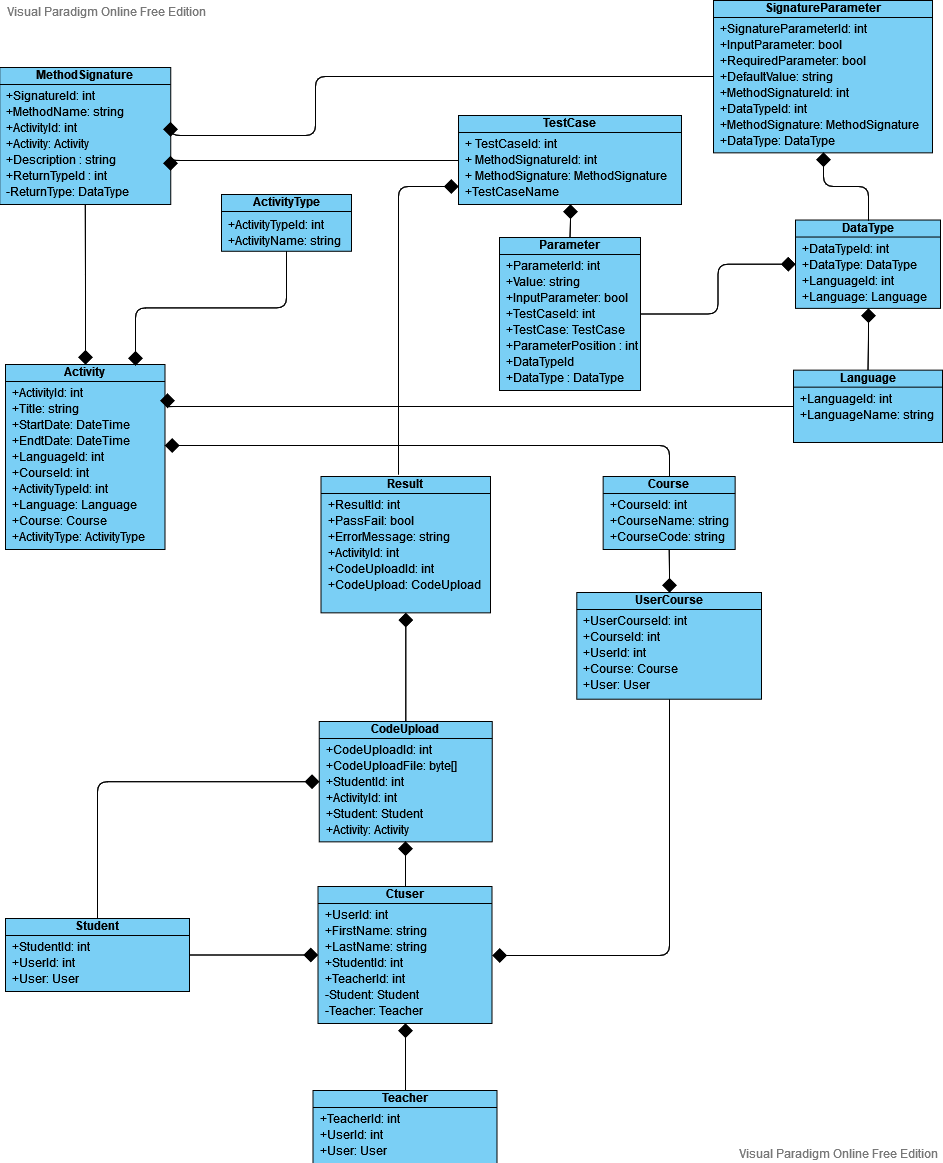 Visual Paradigm Online Free Edition
SignatureParameter
+SignatureParameterId: int
+InputParameter: bool
+RequiredParameter: bool
+DefaultValue: string
+MethodSignatureId: int
+DataTypeId: int
+MethodSignature: MethodSignature
+DataType: DataType
MethodSignature
+SignatureId: int
+MethodName: string
+ActivityId: int
+Activity: Activity
+Description : string
+ReturnTypeId : int
-ReturnType: DataType
TestCase
+ TestCaseId: int
+ MethodSignatureId: int
+ MethodSignature: MethodSignature
+TestCaseName
ActivityType
+ActivityTypeId: int
+ActivityName: string
DataType
+DataTypeId: int
+DataType: DataType
+LanguageId: int
+Language: Language
Parameter
+ParameterId: int
+Value: string
+InputParameter: bool
+TestCaseId: int
+TestCase: TestCase
+ParameterPosition : int
+DataTypeId
+DataType : DataType
Activity
+ActivityId: int
+Title: string
+StartDate: DateTime
+EndtDate: DateTime
+LanguageId: int
+CourseId: int
+ActivityTypeId: int
+Language: Language
+Course: Course
+ActivityType: ActivityType
Language
+LanguageId: int
+LanguageName: string
Result
+ResultId: int
+PassFail: bool
+ErrorMessage: string
+ActivityId: int
+CodeUploadId: int
+CodeUpload: CodeUpload
Course
+CourseId: int
+CourseName: string
+CourseCode: string
UserCourse
+UserCourseId: int
+CourseId: int
+UserId: int
+Course: Course
+User: User
CodeUpload
+CodeUploadId: int
+CodeUploadFile: byte[]
+StudentId: int
+ActivityId: int
+Student: Student
+Activity: Activity
Ctuser
+UserId: int
+FirstName: string
+LastName: string
+StudentId: int
+TeacherId: int
-Student: Student
-Teacher: Teacher
Student
+StudentId: int
+UserId: int
+User: User
Teacher
+TeacherId: int
+UserId: int
+User: User
Visual Paradigm Online Free Edition